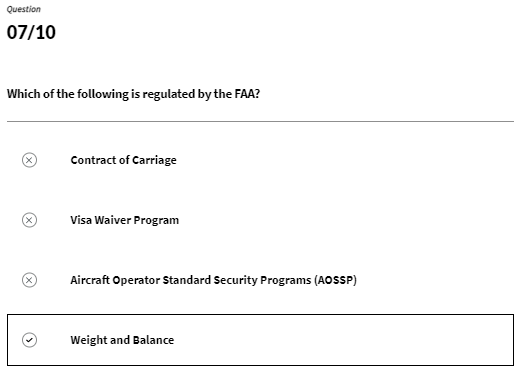 Question
07/10
Which of the following is regulated by the FAA?
Contract of Carriage
Visa Waiver Program
Aircraft Operator Standard Security Programs (AOSSP)
Weight and Balance